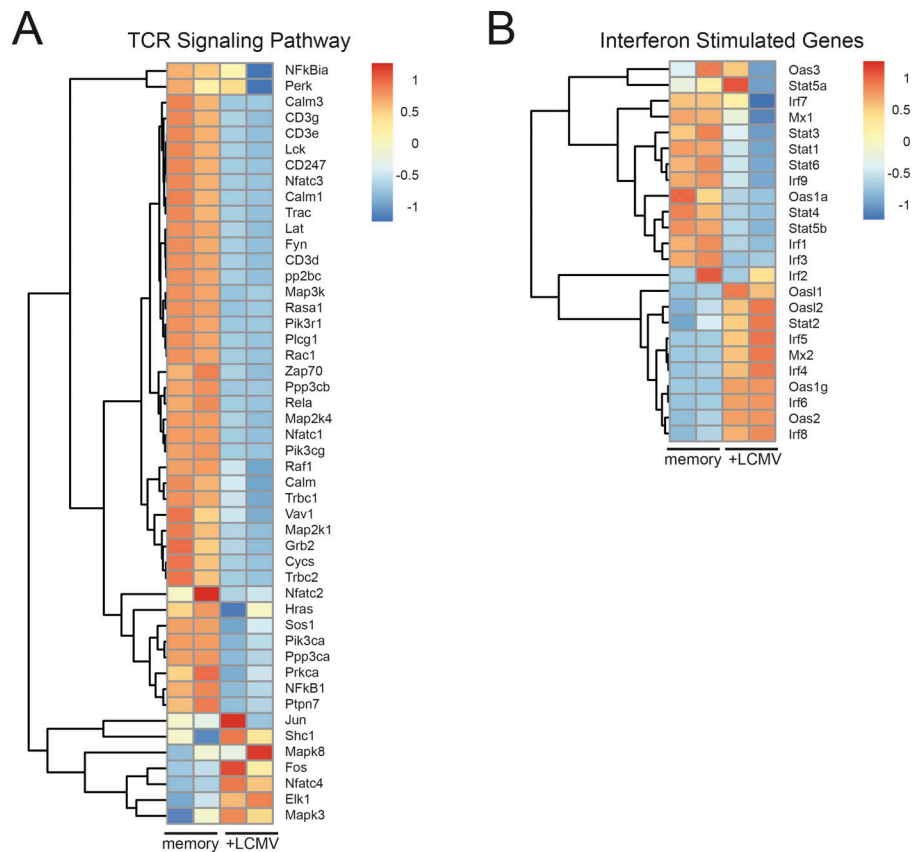 A
TCR Signaling Pathway
NFkBia
Perk
Calm3
CD3g
CD3e
Lck
CD247
Nfatc3
Calm1
Trac
Lat
Fyn
CD3d
pp2bc
Map3k
Rasa1
Pik3r1
Plcg1
Rac1
Zap70
Ppp3cb
Rela
Map2k4
Nfatc1
Pik3cg
Raf1
Calm
Trbc1
Vav1
Map2k1
Grb2
Cycs
Trbc2
Nfatc2
Hras
Sos1
Pik3ca
Ppp3ca
Prkca
NFkB1
Ptpn7
Jun
Shc1
Mapk8
Fos
Nfatc4
Elk1
Mapk3
1
0.5
0
-0.5
-1
memory +LCMV
B
Interferon Stimulated Genes
Oas3
Stat5a
Irf7
Mx1
Stat3
Stat1
Stat6
Irf9
Oas1a
Stat4
Stat5b
Irf1
Irf3
Irf2
Oasl1
Oasl2
Stat2
Irf5
Mx2
Irf4
Oas1g
Irf6
Oas2
Irf8
1
0.5
0
-0.5
-1
memory +LCMV